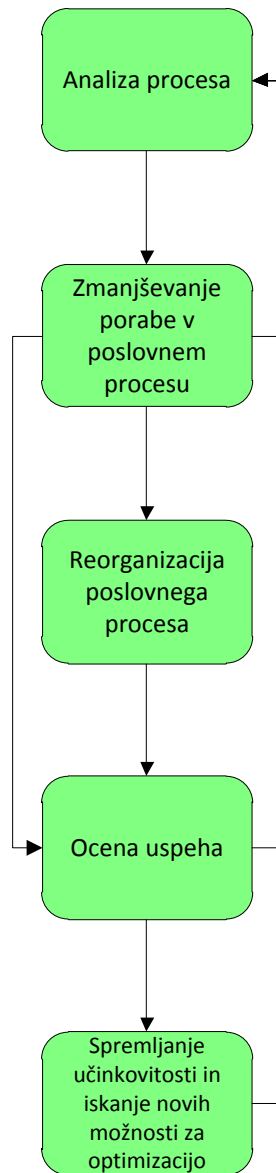 Analiza procesa
Zmanjševanje
porabe v
poslovnem
procesu
Reorganizacija
poslovnega
procesa
Ocena uspeha
Spremljanje
učinkovitosti in
iskanje novih
možnosti za
optimizacijo